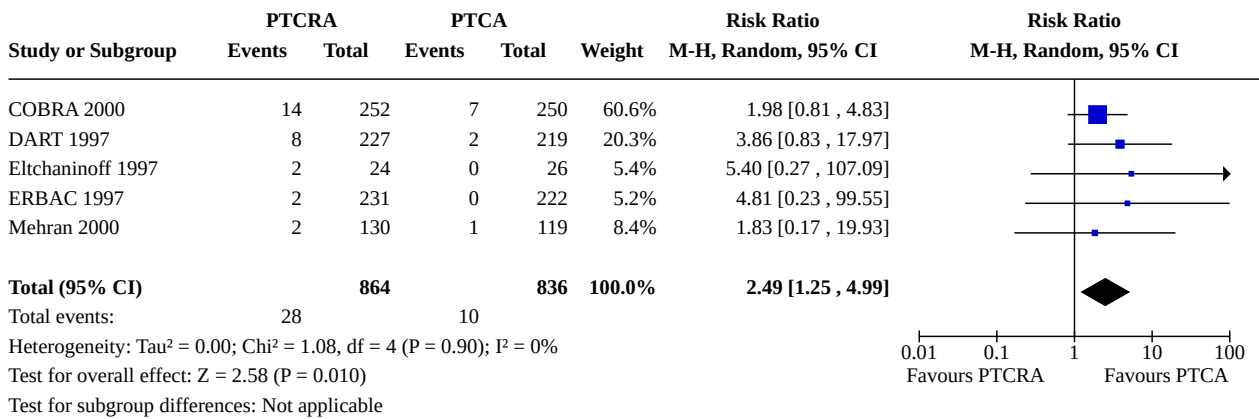 PTCRA PTCA Risk Ratio Risk Ratio
Study or Subgroup Events Total Events Total Weight M-H, Random, 95% CI M-H, Random, 95% CI
COBRA 2000 14 252 7 250 60.6% 1.98 [0.81 , 4.83]
DART 1997 8 227 2 219 20.3% 3.86 [0.83 , 17.97]
Eltchaninoff 1997 2 24 0 26 5.4% 5.40 [0.27 , 107.09]
ERBAC 1997 2 231 0 222 5.2% 4.81 [0.23 , 99.55]
Mehran 2000 2 130 1 119 8.4% 1.83 [0.17 , 19.93]
Total (95% CI) 864 836 100.0% 2.49 [1.25 , 4.99]
Total events: 28 10
Heterogeneity: Tau² = 0.00; Chi² = 1.08, df = 4 (P = 0.90); I² = 0%
0.01 0.1 1 10 100
Test for overall effect: Z = 2.58 (P = 0.010)
Favours PTCRA Favours PTCA
Test for subgroup differences: Not applicable